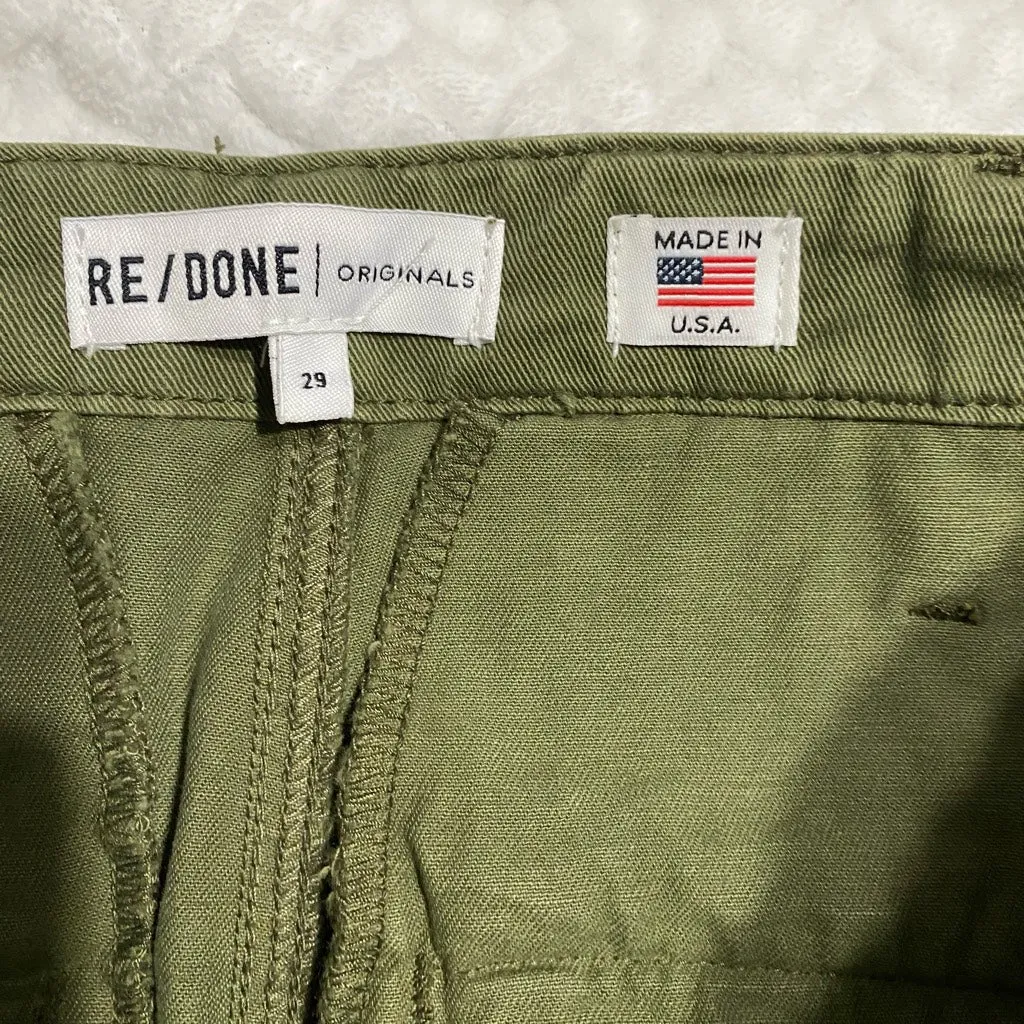 RE/DONE | ORIGINALS
29
MADE IN
U.S.A.